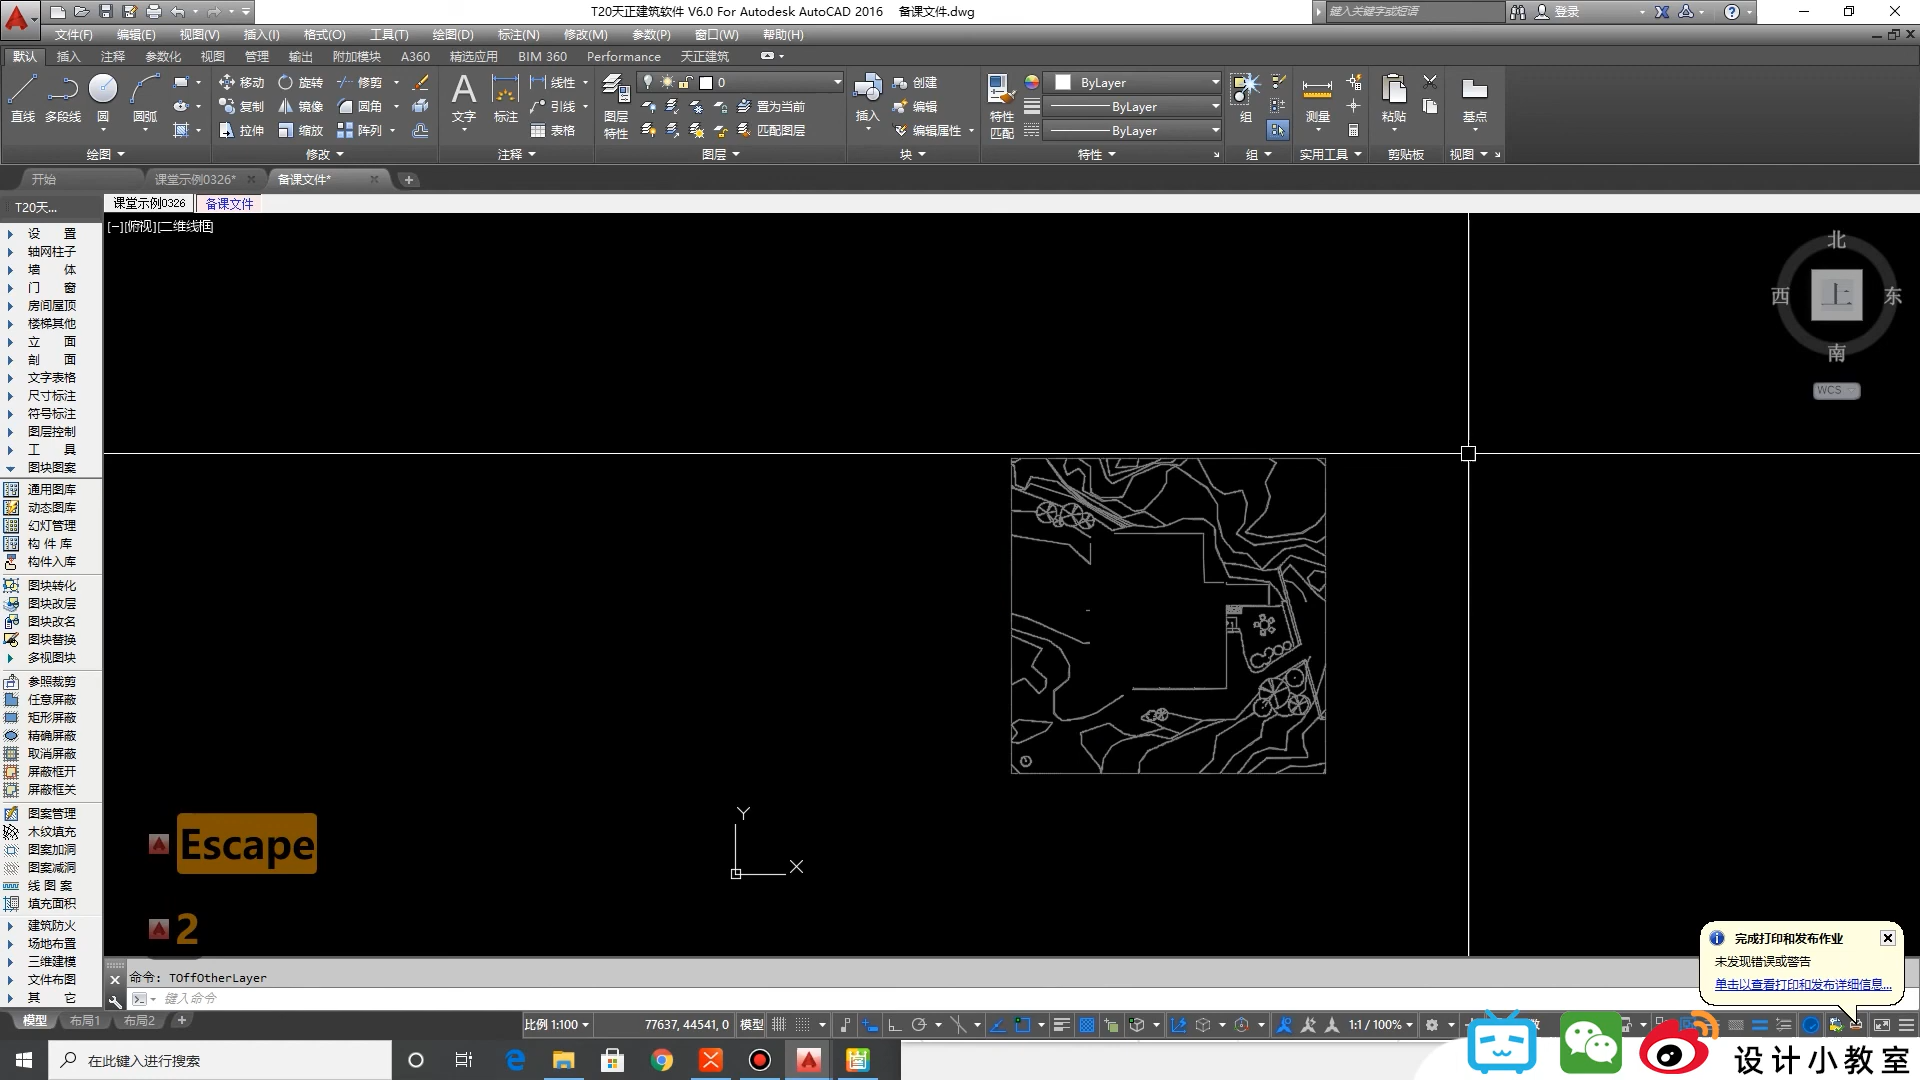 T20天正建筑软件 V6.0 For Autodesk AutoCAD 2016 备课文件.dwg
键入关键字或短语
登录
文件(F) 编辑(E) 视图(V) 插入(I) 格式(O) 工具(T) 绘图(D) 标注(N) 修改(M) 参数(P) 窗口(W) 帮助(H)
默认 插入 注释 参数化 视图 管理 输出 附加模块 A360 精选应用 BIM 360 Performance 天正建筑
移动 旋转 修剪 线性 0 创建 ByLayer
直线 多段线 圆 圆弧 复制 镜像 圆角 文字 标注 引线 图层特性 置为当前 插入 编辑 特性匹配 ByLayer 组 测量 粘贴 基点
拉伸 缩放 阵列 表格 匹配图层 编辑属性 ByLayer
绘图 修改 注释 图层 块 特性 组 实用工具 剪贴板 视图
开始 课堂示例0326* 备课文件*
T20天... 课堂示例0326 备课文件
[−][俯视][二维线框]
设 置
轴网柱子
墙 体
门 窗
房间屋顶
楼梯其他
立 面
剖 面
文字表格
尺寸标注
符号标注
图层控制
工 具
图块图案
通用图库
动态图库
幻灯管理
构 件 库
构件入库
图块转化
图块改层
图块改名
图块替换
多视图块
参照裁剪
任意屏蔽
矩形屏蔽
精确屏蔽
取消屏蔽
屏蔽框开
屏蔽框关
图案管理
木纹填充
图案加洞
图案减洞
线 图 案
填充面积
建筑防火
场地布置
三维建模
文件布图
其 它
北
西 上 东
南
WCS
Y
X
Escape
2
完成打印和发布作业
未发现错误或警告
单击以查看打印和发布详细信息...
命令: TOffOtherLayer
键入命令
模型 布局1 布局2
比例 1:100 77637, 44541, 0 模型 1:1 / 100%
在此键入进行搜索
设计小教室